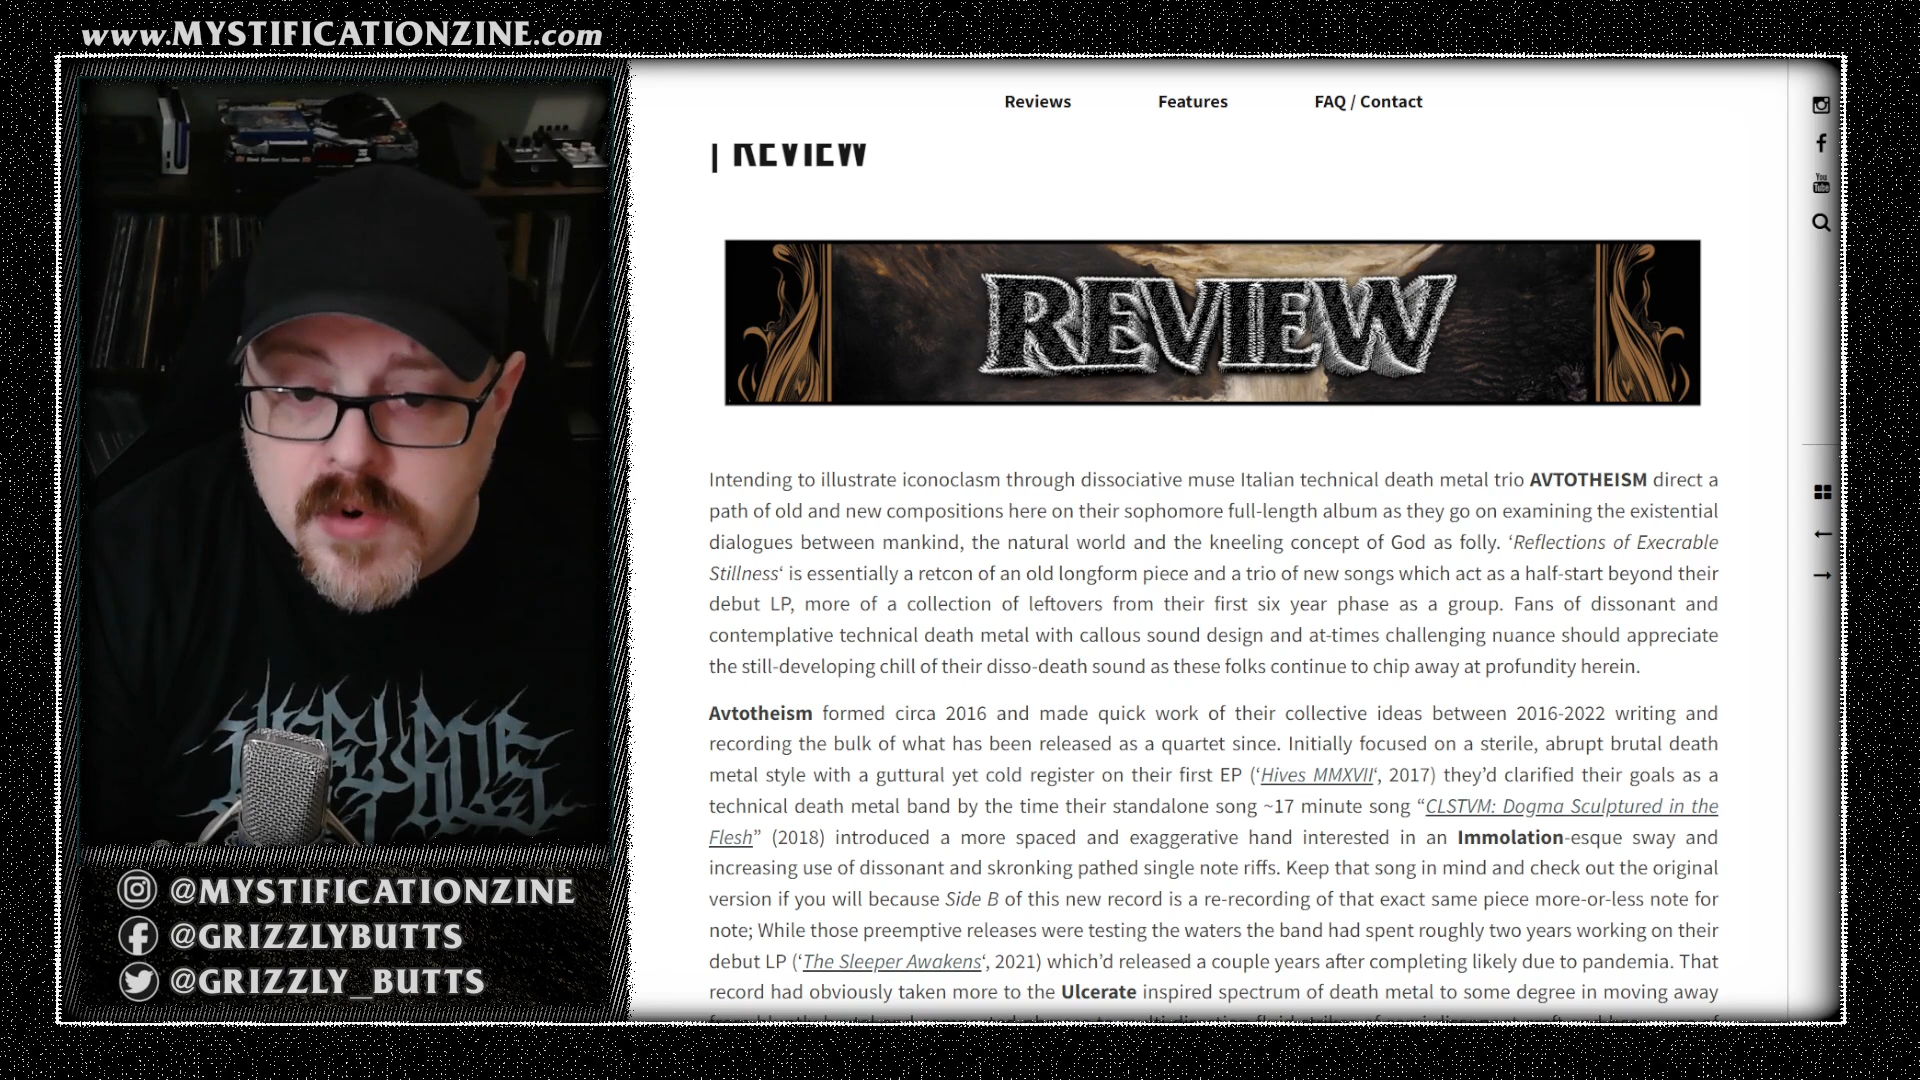 www.MYSTIFICATIONZINE.com
Reviews
Features
FAQ / Contact
| REVIEW
REVIEW
Intending to illustrate iconoclasm through dissociative muse Italian technical death metal trio AVTOTHEISM direct a
path of old and new compositions here on their sophomore full-length album as they go on examining the existential
dialogues between mankind, the natural world and the kneeling concept of God as folly. ‘Reflections of Execrable
Stillness‘ is essentially a retcon of an old longform piece and a trio of new songs which act as a half-start beyond their
debut LP, more of a collection of leftovers from their first six year phase as a group. Fans of dissonant and
contemplative technical death metal with callous sound design and at-times challenging nuance should appreciate
the still-developing chill of their disso-death sound as these folks continue to chip away at profundity herein.
Avtotheism formed circa 2016 and made quick work of their collective ideas between 2016-2022 writing and
recording the bulk of what has been released as a quartet since. Initially focused on a sterile, abrupt brutal death
metal style with a guttural yet cold register on their first EP (‘Hives MMXVII‘, 2017) they’d clarified their goals as a
technical death metal band by the time their standalone song ~17 minute song “CLSTVM: Dogma Sculptured in the
Flesh” (2018) introduced a more spaced and exaggerative hand interested in an Immolation-esque sway and
increasing use of dissonant and skronking pathed single note riffs. Keep that song in mind and check out the original
version if you will because Side B of this new record is a re-recording of that exact same piece more-or-less note for
note; While those preemptive releases were testing the waters the band had spent roughly two years working on their
debut LP (‘The Sleeper Awakens‘, 2021) which’d released a couple years after completing likely due to pandemic. That
record had obviously taken more to the Ulcerate inspired spectrum of death metal to some degree in moving away
You
Tube
@MYSTIFICATIONZINE
@GRIZZLYBUTTS
@GRIZZLY_BUTTS